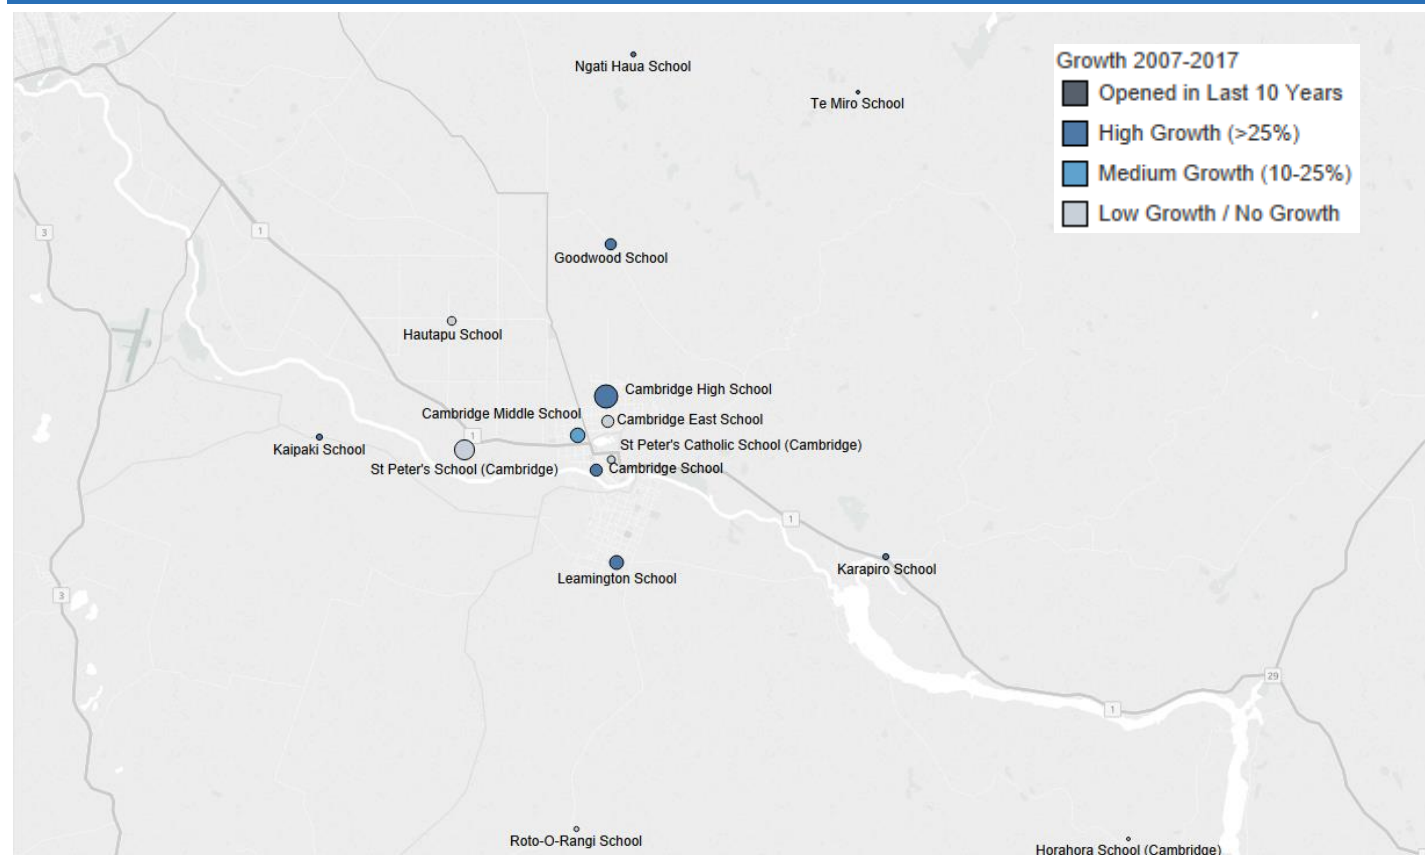 Ngati Haua School
Te Miro School
Growth 2007-2017
Opened in Last 10 Years
High Growth (>25%)
Medium Growth (10-25%)
Low Growth / No Growth
3
1
Goodwood School
Hautapu School
Cambridge High School
Cambridge Middle School
Cambridge East School
1
Kaipaki School
St Peter's Catholic School (Cambridge)
St Peter's School (Cambridge)
Cambridge School
1
Leamington School
Karapiro School
3
29
1
Roto-O-Rangi School
Horahora School (Cambridge)